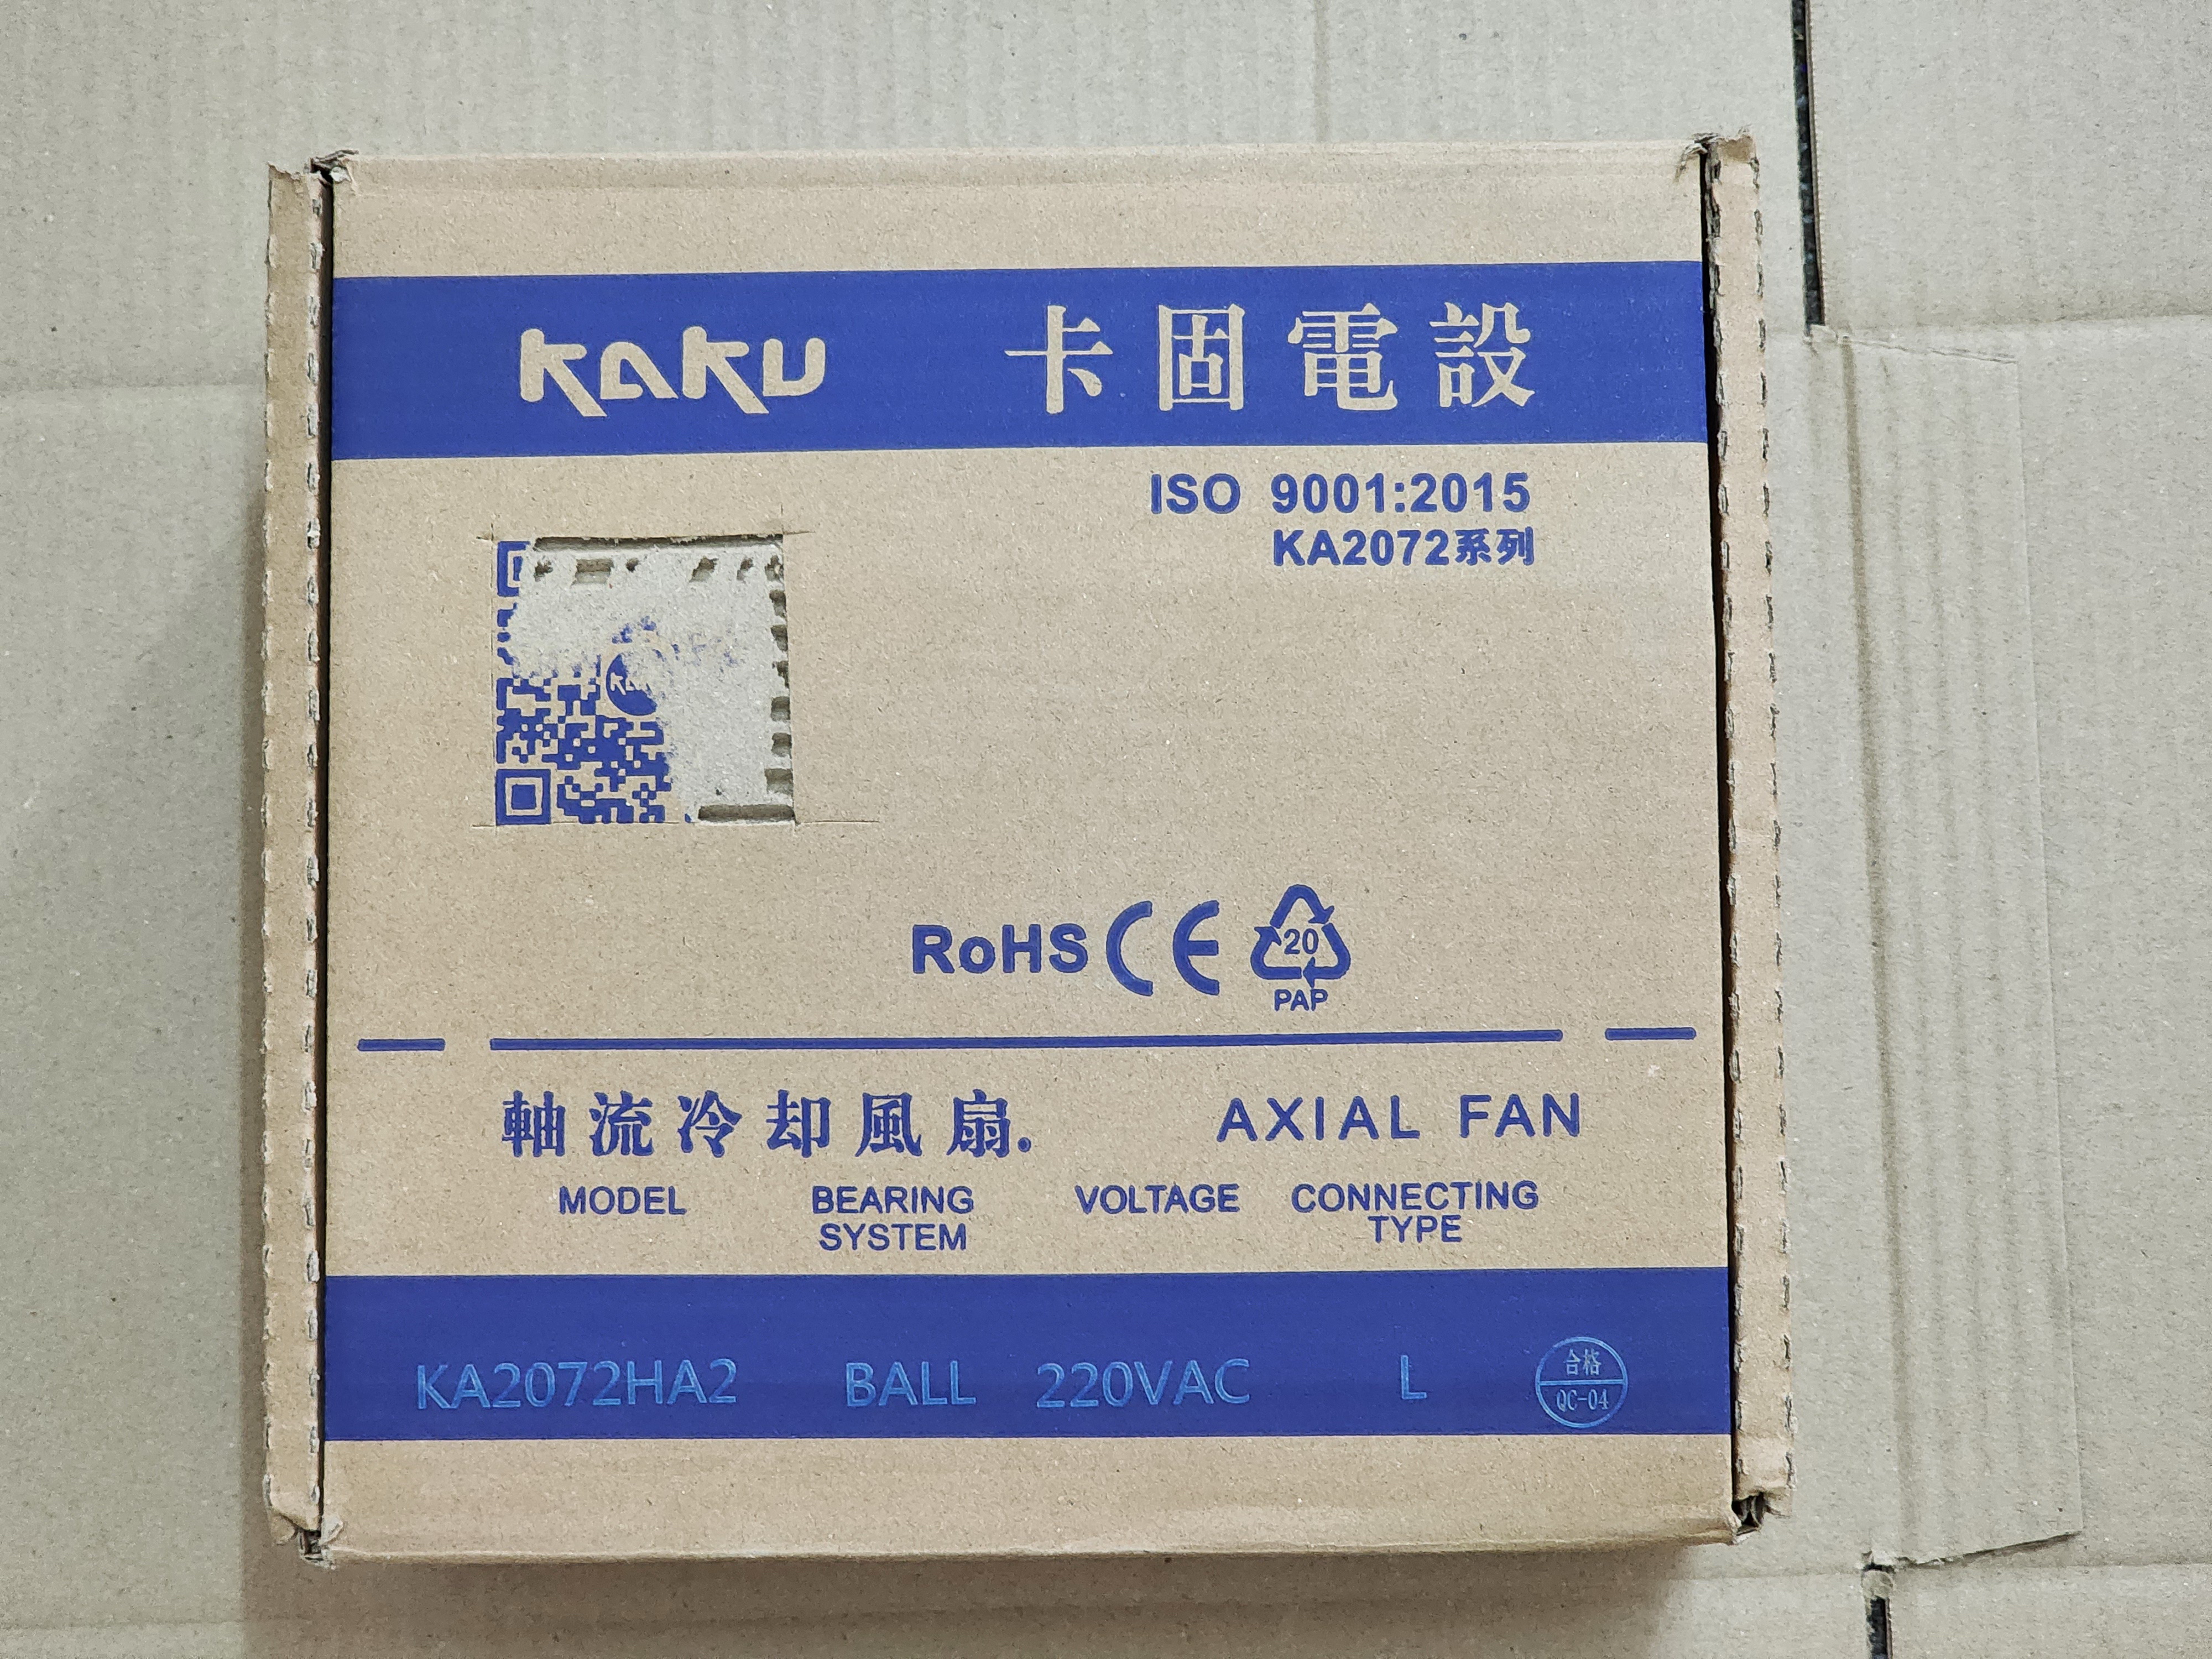 KAKU 卡固電設
ISO 9001:2015
KA2072系列
RoHS CE 20
PAP
軸流冷却風扇. AXIAL FAN
MODEL BEARING SYSTEM VOLTAGE CONNECTING TYPE
KA2072HA2 BALL 220VAC L 合格 QC-04